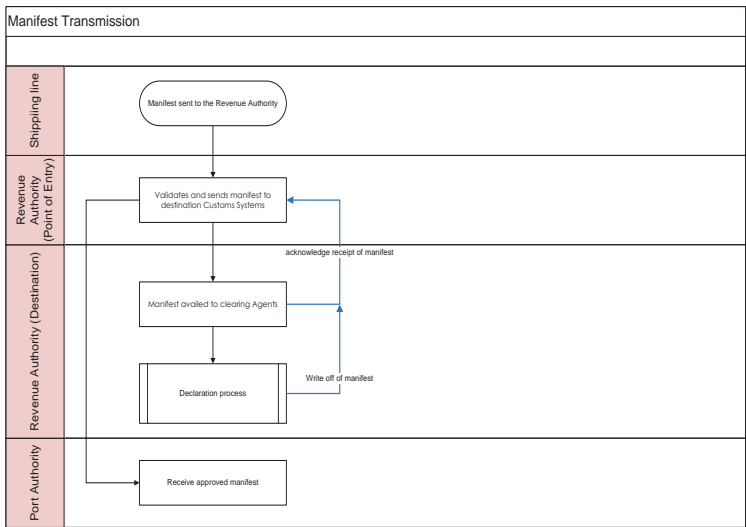 Manifest Transmission
Shippiing line
Manifest sent to the Revenue Authority
Revenue
Authority
(Point of Entry)
Validates and sends manifest to
destination Customs Systems
acknowledge receipt of manifest
Revenue Authority (Destination)
Manifest availed to clearing Agents
Write off of manifest
Declaration process
Port Authority
Receive approved manifest